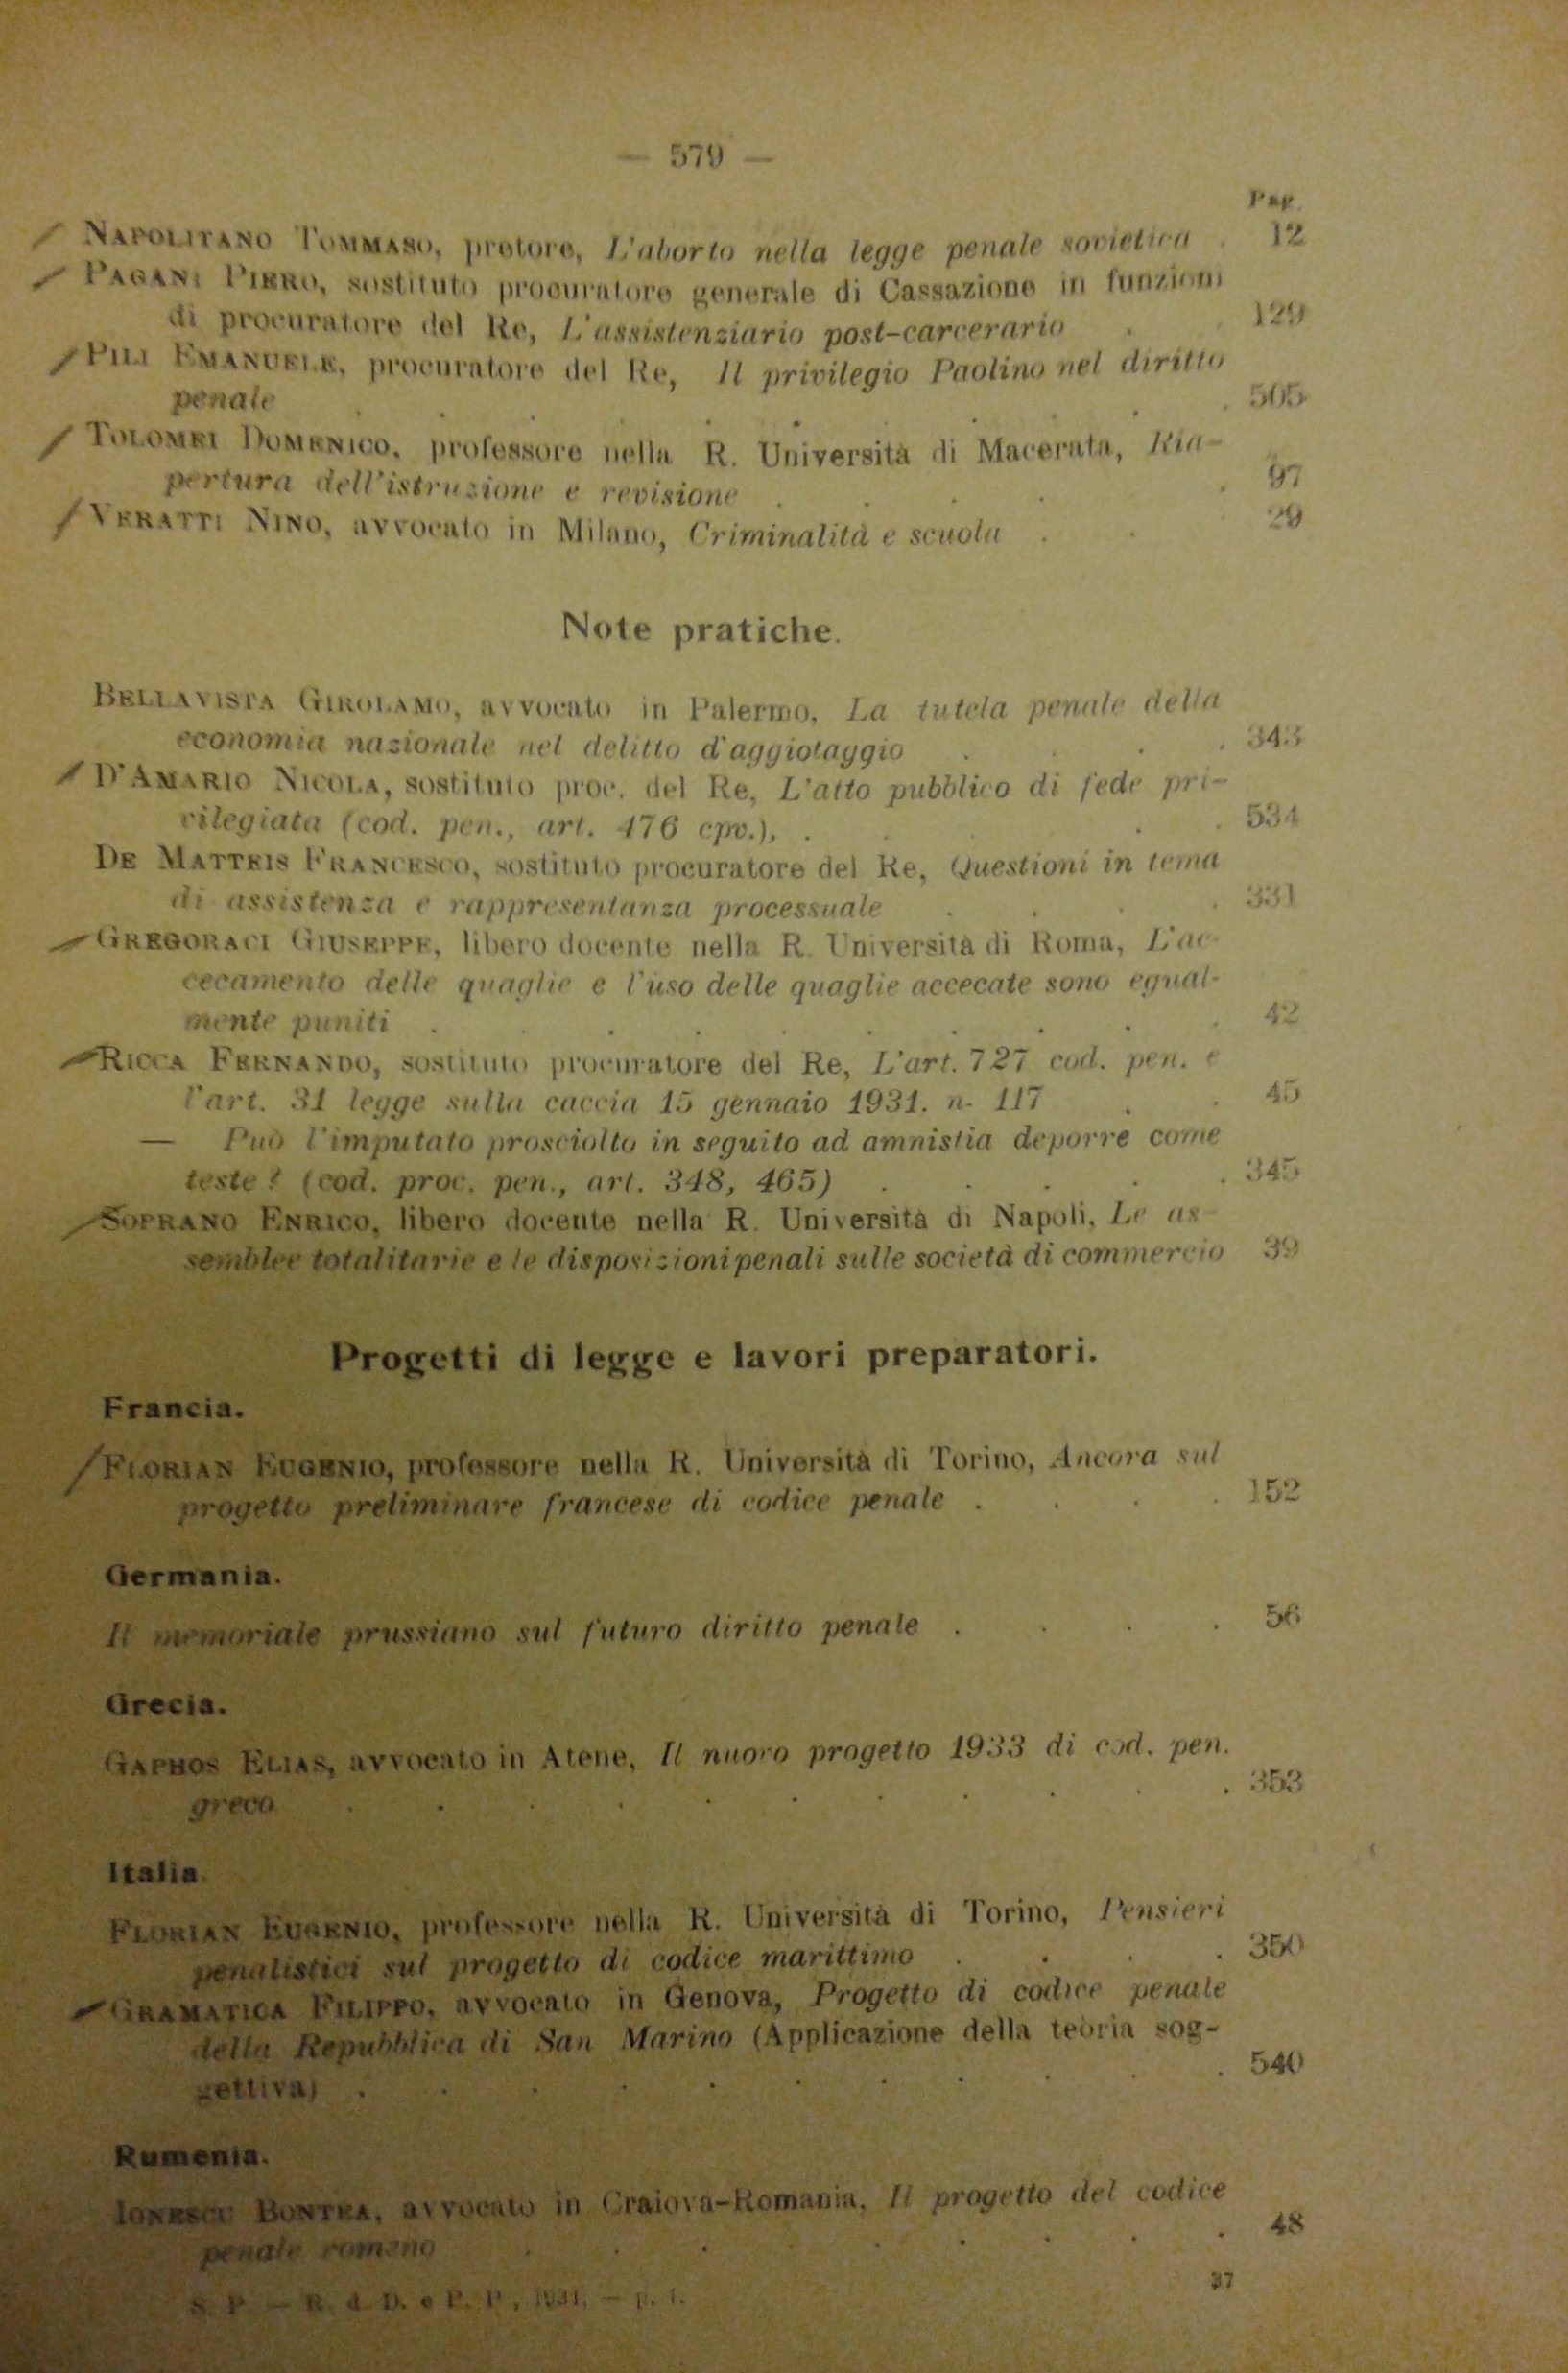 — 579 —
Pag.
NAPOLITANO TOMMASO, pretore, L'aborto nella legge penale sovietica . 12
PAGANI PIERO, sostituto procuratore generale di Cassazione in funzioni
di procuratore del Re, L'assistenziario post-carcerario . . 129
PILI EMANUELE, procuratore del Re, Il privilegio Paolino nel diritto
penale . . . . . . . . . . . 505
TOLOMEI DOMENICO, professore nella R. Università di Macerata, Ria-
pertura dell'istruzione e revisione . . . . . . 97
VERATTI NINO, avvocato in Milano, Criminalità e scuola . . . 29
Note pratiche.
BELLAVISTA GIROLAMO, avvocato in Palermo, La tutela penale della
economia nazionale nel delitto d'aggiotaggio . . . . 343
D'AMARIO NICOLA, sostituto proc. del Re, L'atto pubblico di fede pri-
vilegiata (cod. pen., art. 476 cpv.), . . . . . . 534
DE MATTEIS FRANCESCO, sostituto procuratore del Re, Questioni in tema
di assistenza e rappresentanza processuale . . . . 331
GREGORACI GIUSEPPE, libero docente nella R. Università di Roma, L'ac-
cecamento delle quaglie e l'uso delle quaglie accecate sono egual-
mente puniti . . . . . . . . . . 42
RICCA FERNANDO, sostituto procuratore del Re, L'art. 727 cod. pen. e
l'art. 31 legge sulla caccia 15 gennaio 1931. n. 117 . . 45
— Può l'imputato prosciolto in seguito ad amnistia deporre come
teste? (cod. proc. pen., art. 348, 465) . . . . . 345
SOPRANO ENRICO, libero docente nella R. Università di Napoli, Le as-
semblee totalitarie e le disposizioni penali sulle società di commercio 39
Progetti di legge e lavori preparatori.
Francia.
FLORIAN EUGENIO, professore nella R. Università di Torino, Ancora sul
progetto preliminare francese di codice penale . . . . 152
Germania.
Il memoriale prussiano sul futuro diritto penale . . . . 56
Grecia.
GAPHOS ELIAS, avvocato in Atene, Il nuovo progetto 1933 di cod. pen.
greco . . . . . . . . . . . 353
Italia.
FLORIAN EUGENIO, professore nella R. Università di Torino, Pensieri
penalistici sul progetto di codice marittimo . . . . 350
GRAMATICA FILIPPO, avvocato in Genova, Progetto di codice penale
della Repubblica di San Marino (Applicazione della teoria sog-
gettiva) . . . . . . . . . . . 540
Rumenia.
IONESCU BONTEA, avvocato in Craiova-Romania, Il progetto del codice
penale romeno . . . . . . . . . 48
S. P. — R. d. D. e P. P., 1934, — p. 1. 37